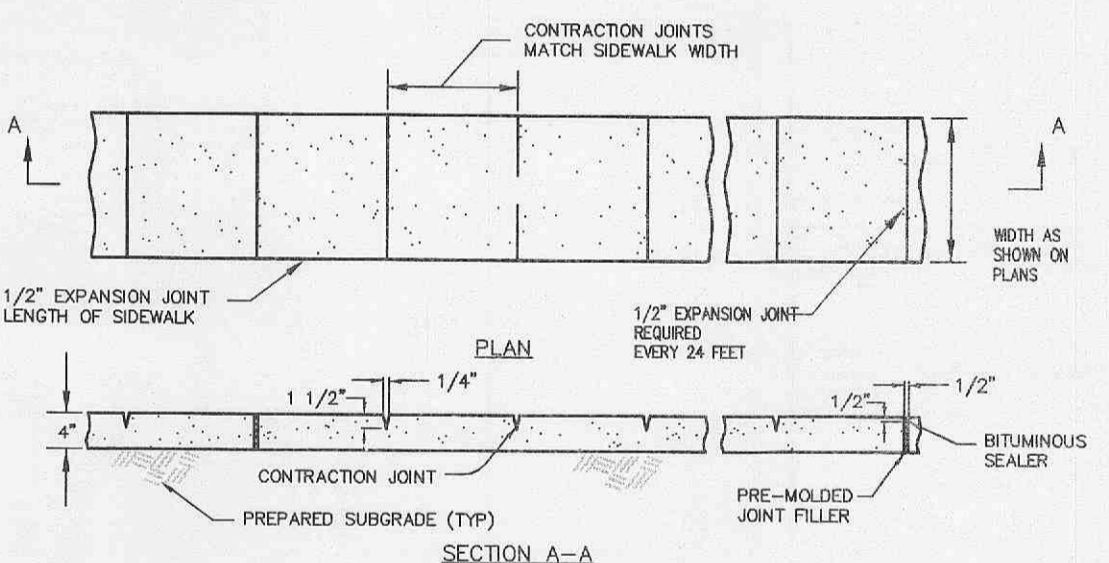 CONTRACTION JOINTS
MATCH SIDEWALK WIDTH
A
A
WIDTH AS
SHOWN ON
PLANS
1/2" EXPANSION JOINT
LENGTH OF SIDEWALK
1/2" EXPANSION JOINT
REQUIRED
EVERY 24 FEET
PLAN
1 1/2"
1/4"
1/2"
1/2"
4"
BITUMINOUS
SEALER
CONTRACTION JOINT
PRE-MOLDED
JOINT FILLER
PREPARED SUBGRADE (TYP)
SECTION A-A